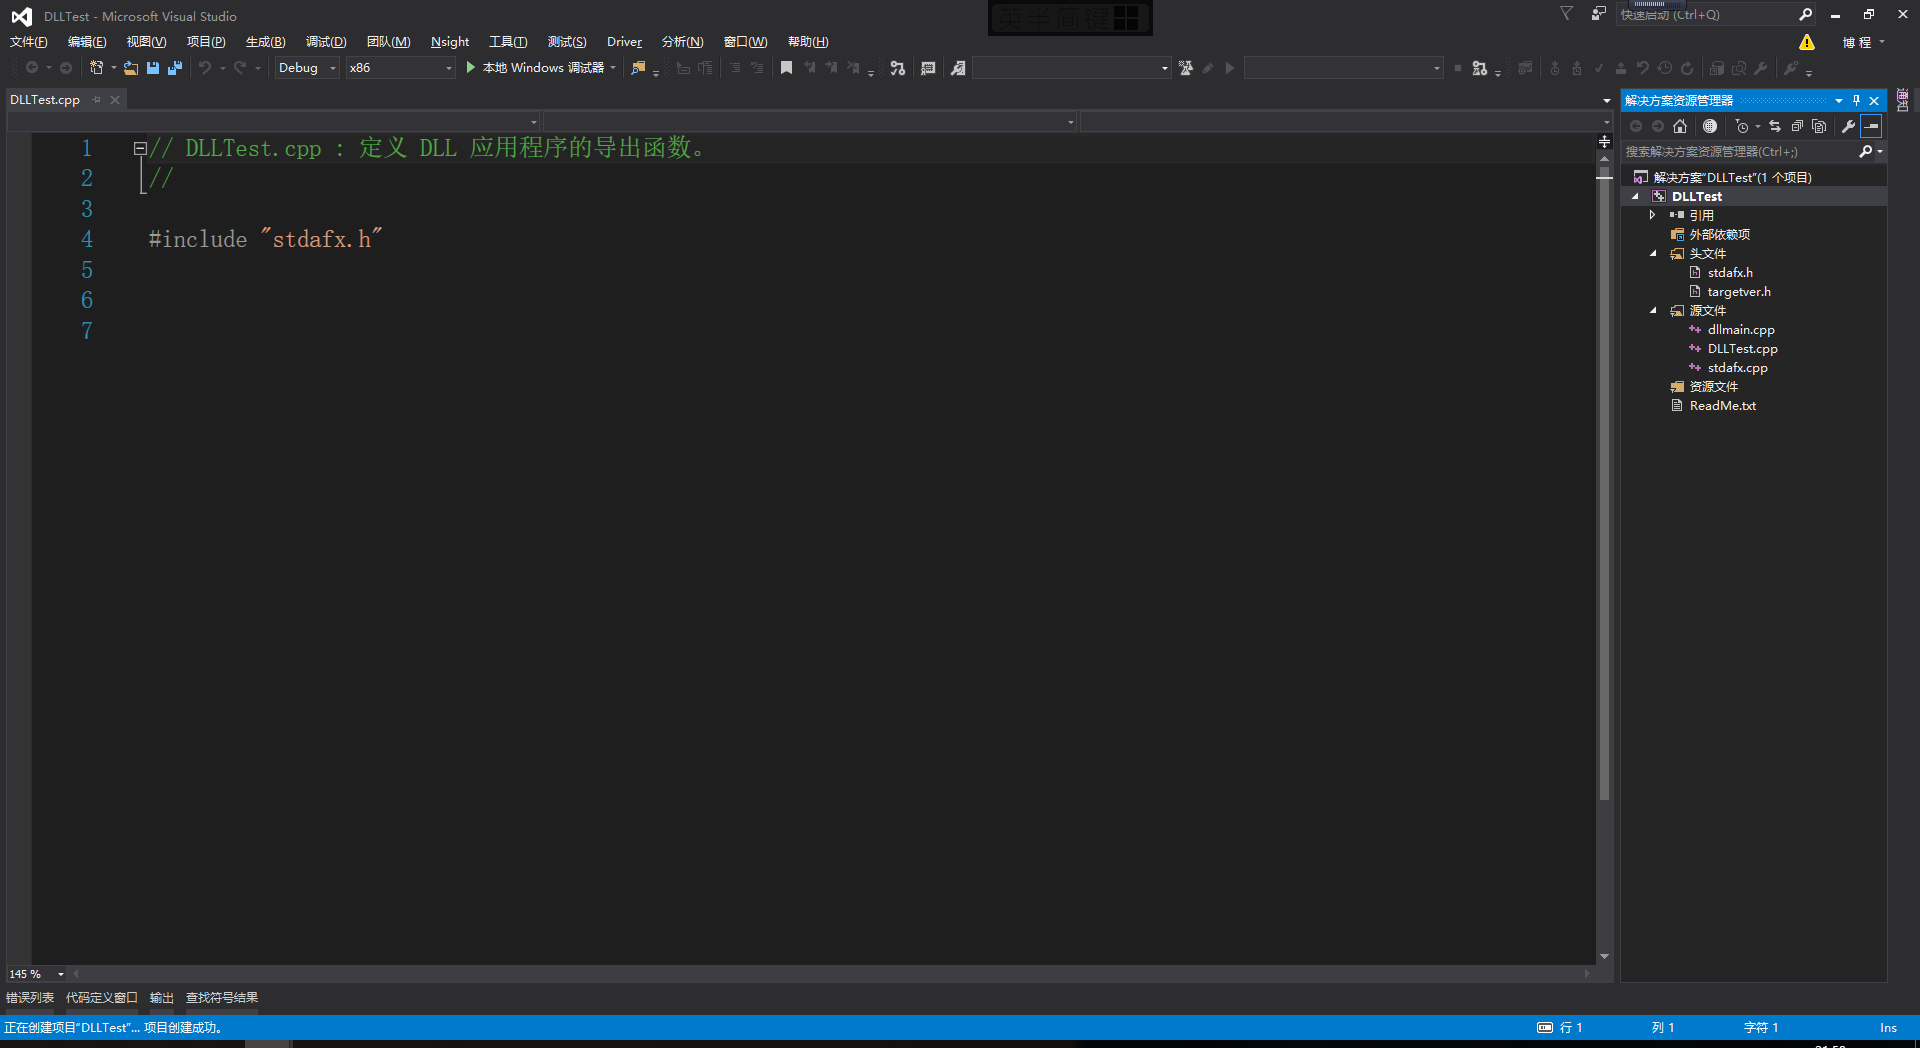 DLLTest - Microsoft Visual Studio
英半简键
快速启动 (Ctrl+Q)
文件(F) 编辑(E) 视图(V) 项目(P) 生成(B) 调试(D) 团队(M) Nsight 工具(T) 测试(S) Driver 分析(N) 窗口(W) 帮助(H)
博 程
Debug x86 本地 Windows 调试器
DLLTest.cpp
解决方案资源管理器
通知
搜索解决方案资源管理器(Ctrl+;)
1 // DLLTest.cpp : 定义 DLL 应用程序的导出函数。
2 //
3
4 #include "stdafx.h"
5
6
7
解决方案"DLLTest"(1 个项目)
DLLTest
引用
外部依赖项
头文件
stdafx.h
targetver.h
源文件
dllmain.cpp
DLLTest.cpp
stdafx.cpp
资源文件
ReadMe.txt
145 %
错误列表 代码定义窗口 输出 查找符号结果
正在创建项目"DLLTest"... 项目创建成功。
行 1 列 1 字符 1 Ins